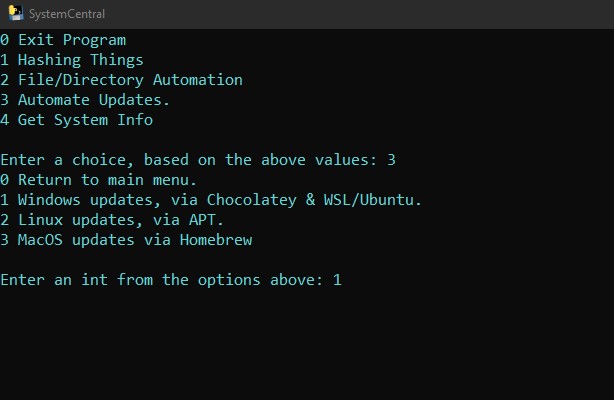 SystemCentral
0 Exit Program
1 Hashing Things
2 File/Directory Automation
3 Automate Updates.
4 Get System Info
Enter a choice, based on the above values: 3
0 Return to main menu.
1 Windows updates, via Chocolatey & WSL/Ubuntu.
2 Linux updates, via APT.
3 MacOS updates via Homebrew
Enter an int from the options above: 1